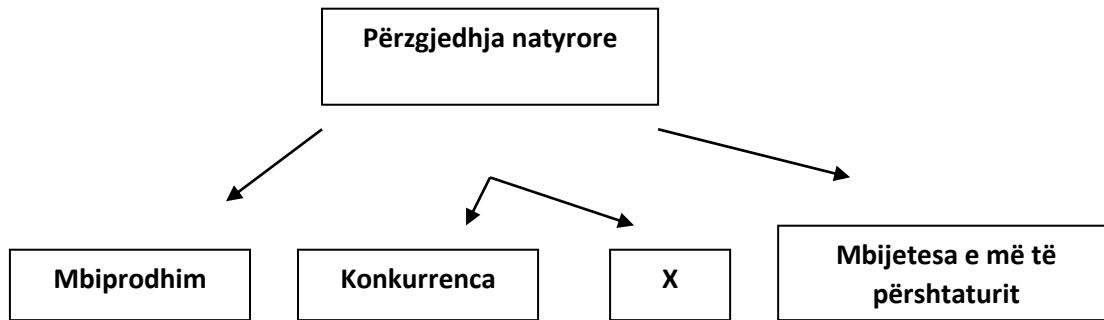 Përzgjedhja natyrore
Mbiprodhim
Konkurrenca
X
Mbijetesa e më të
përshtaturit